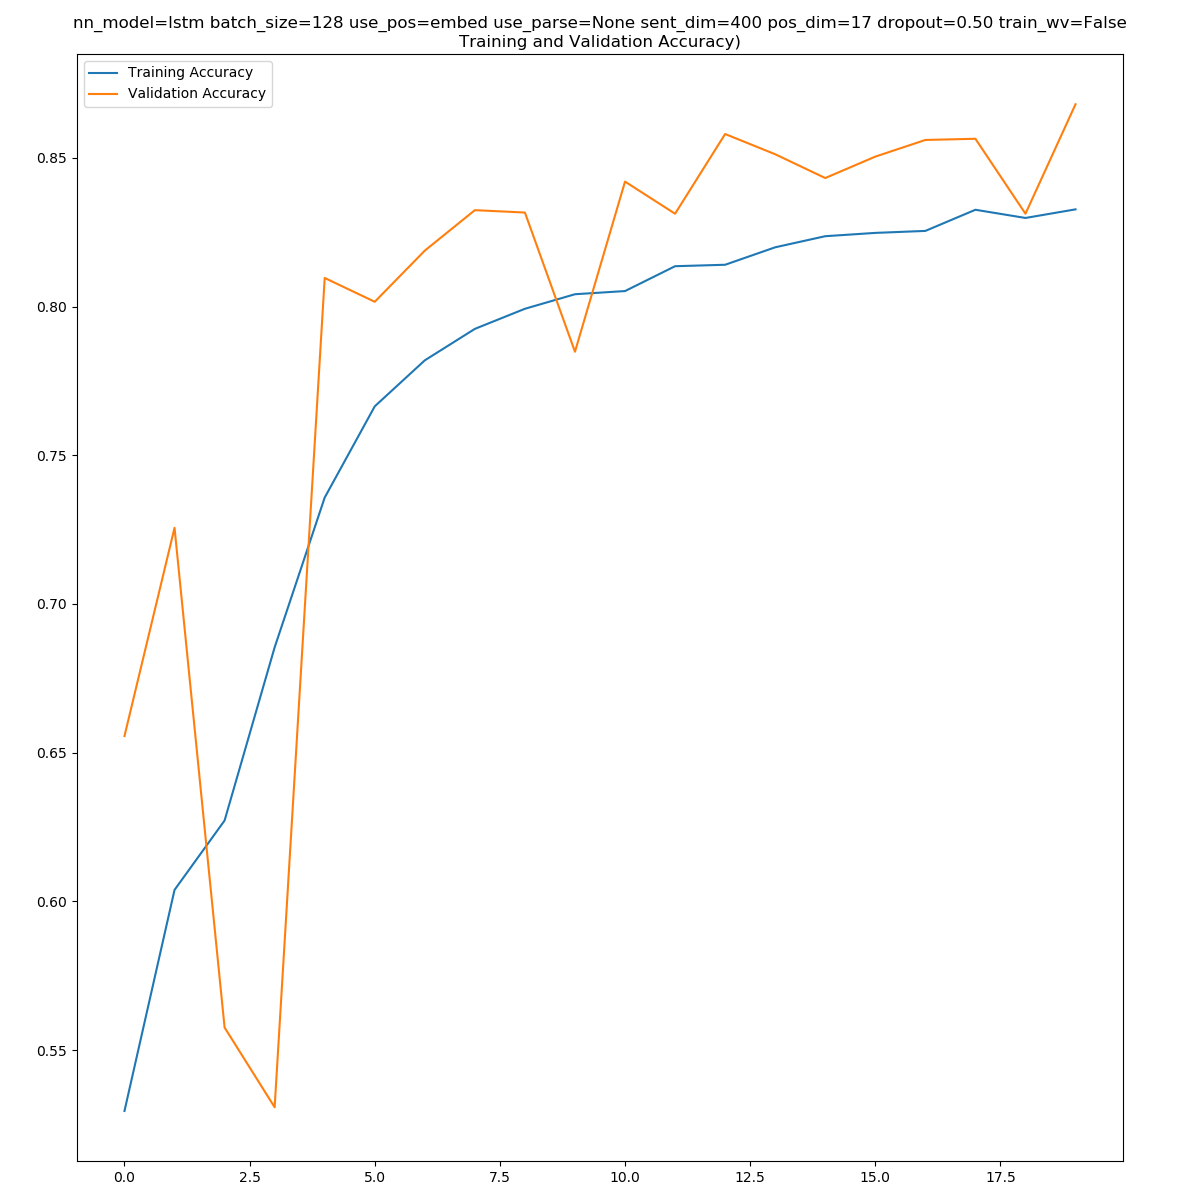 nn_model=lstm batch_size=128 use_pos=embed use_parse=None sent_dim=400 pos_dim=17 dropout=0.50 train_wv=False
Training and Validation Accuracy)
Training Accuracy
Validation Accuracy
0.85
0.80
0.75
0.70
0.65
0.60
0.55
0.0 2.5 5.0 7.5 10.0 12.5 15.0 17.5